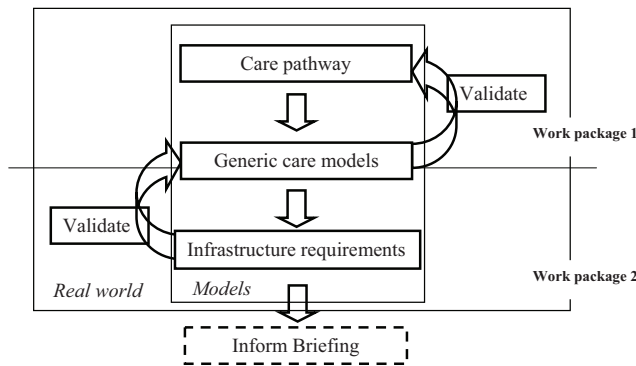 Care pathway
Validate
Work package 1
Generic care models
Validate
Infrastructure requirements
Real world
Models
Work package 2
Inform Briefing